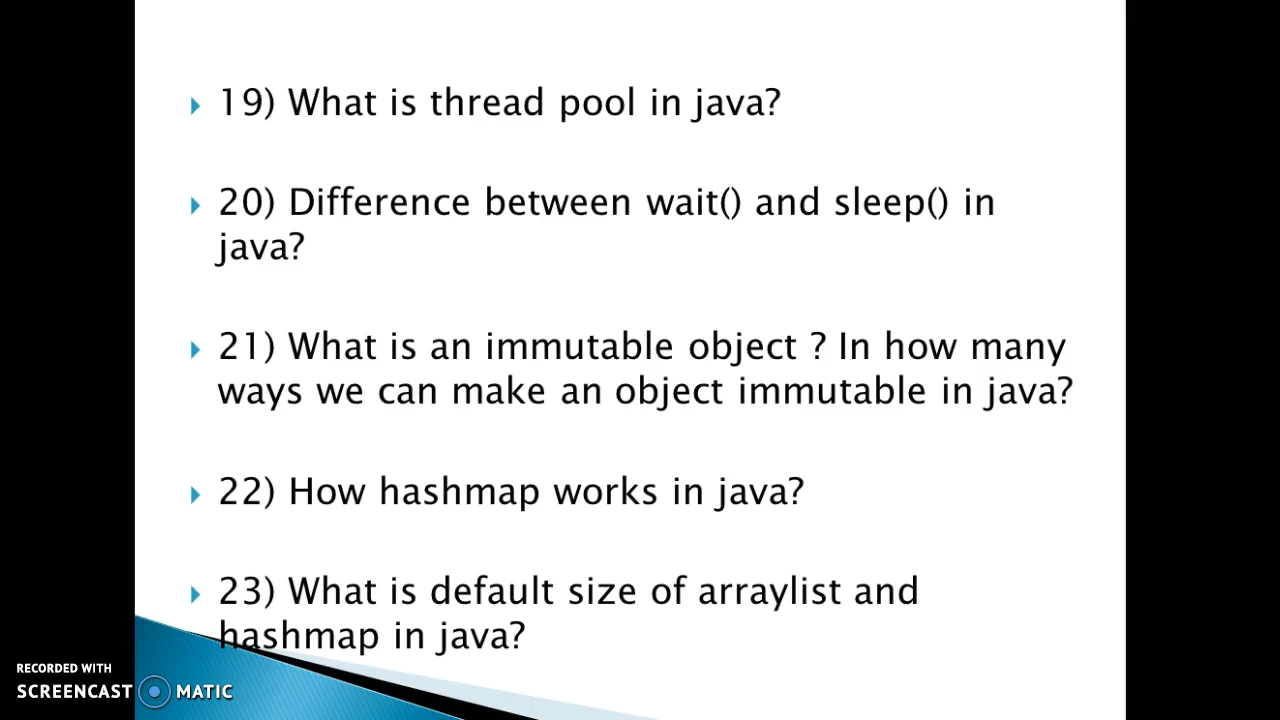 19) What is thread pool in java?
20) Difference between wait() and sleep() in
java?
21) What is an immutable object ? In how many
ways we can make an object immutable in java?
22) How hashmap works in java?
23) What is default size of arraylist and
hashmap in java?
RECORDED WITH
SCREENCAST MATIC